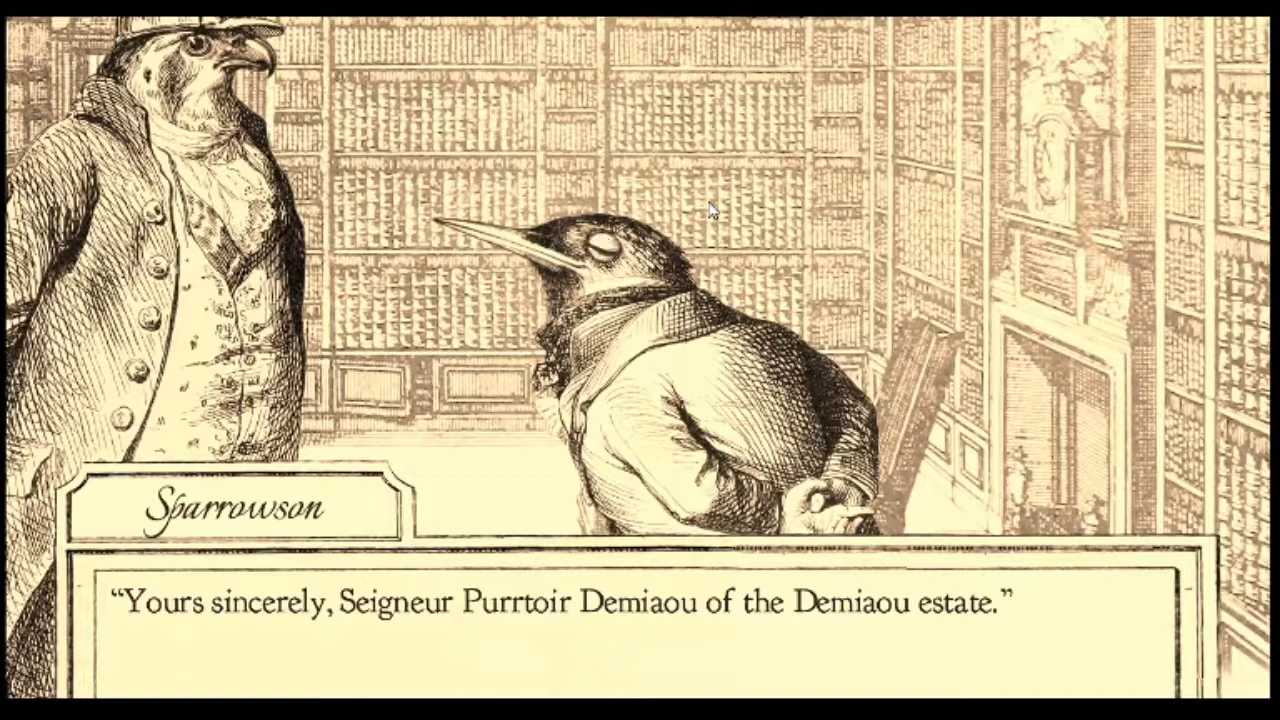 Sparrowson
“Yours sincerely, Seigneur Purrtoir Demiaou of the Demiaou estate.”